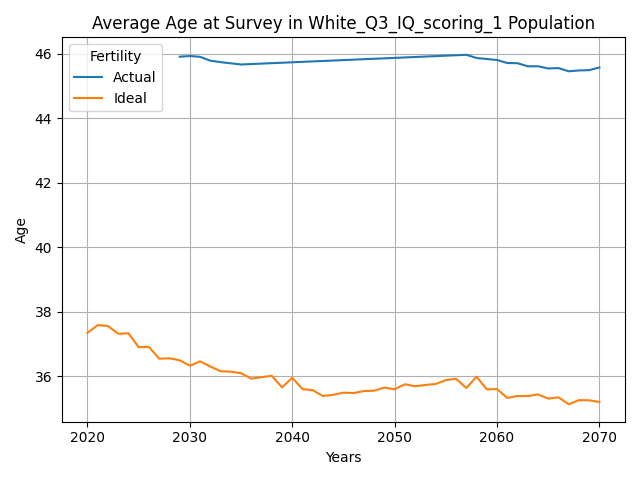 Average Age at Survey in White_Q3_IQ_scoring_1 Population
Fertility
Actual
Ideal
46
44
42
40
38
36
Age
2020
2030
2040
2050
2060
2070
Years